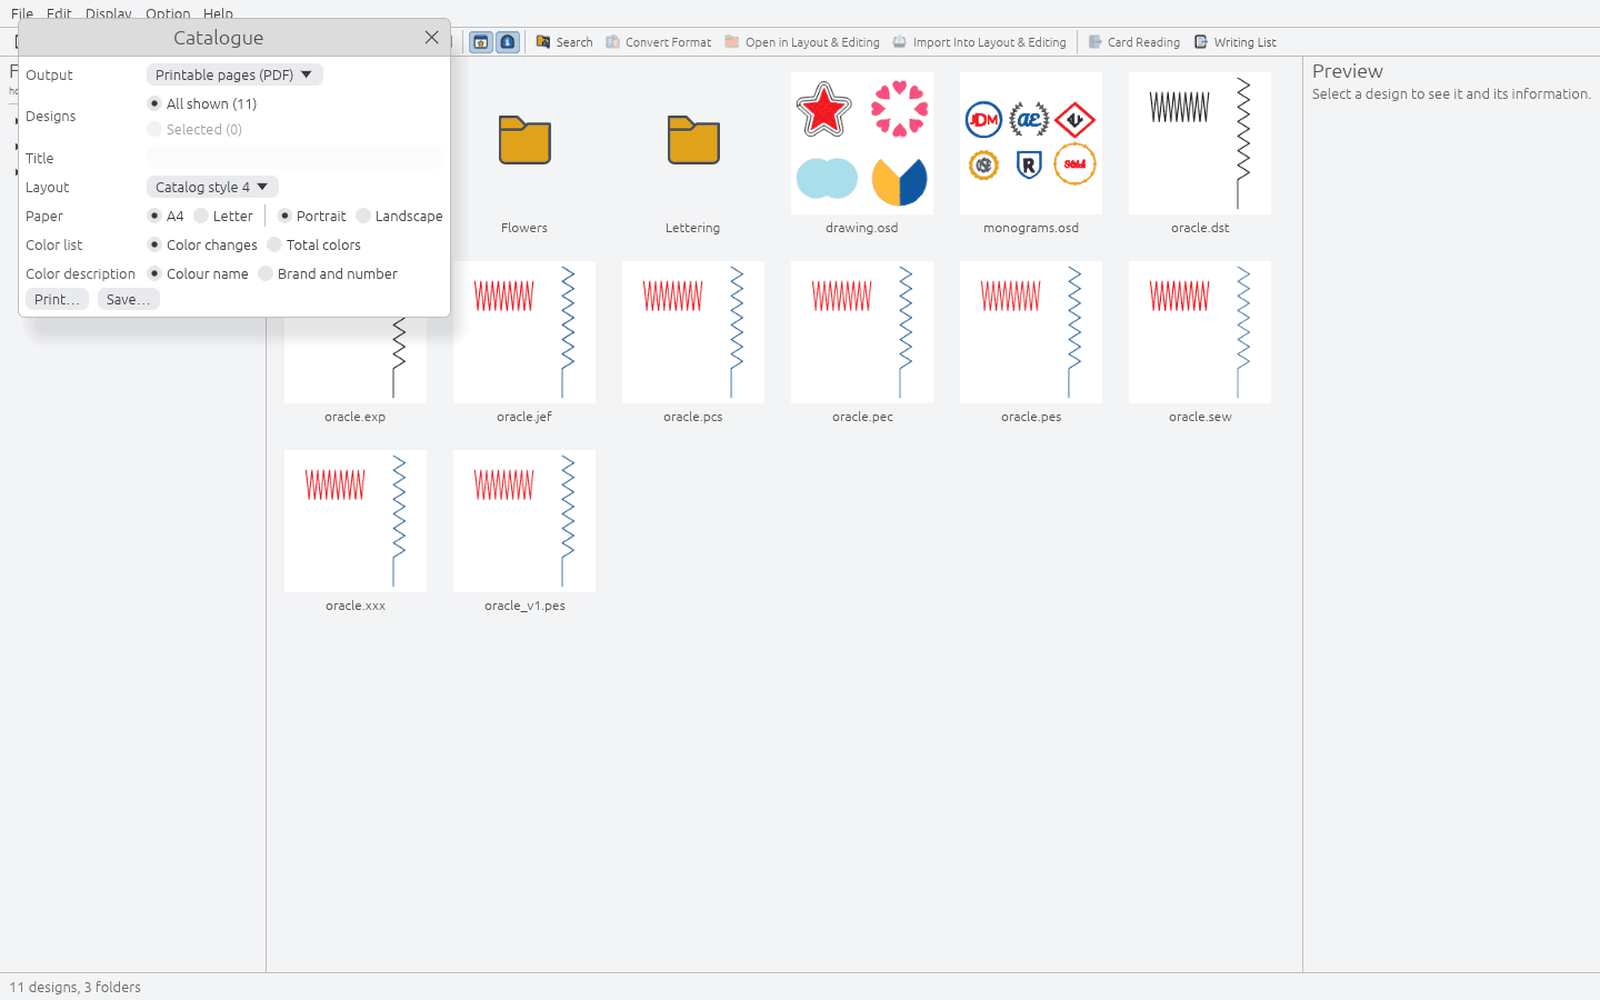 File Edit Display Option Help
Catalogue
Search Convert Format Open in Layout & Editing Import Into Layout & Editing Card Reading Writing List
Output Printable pages (PDF)
Designs All shown (11)
Selected (0)
Title
Layout Catalog style 4
Paper A4 Letter Portrait Landscape
Color list Color changes Total colors
Color description Colour name Brand and number
Print... Save...
Preview
Select a design to see it and its information.
JDM
Æ
R
Flowers Lettering drawing.osd monograms.osd oracle.dst
oracle.exp oracle.jef oracle.pcs oracle.pec oracle.pes oracle.sew
oracle.xxx oracle_v1.pes
11 designs, 3 folders